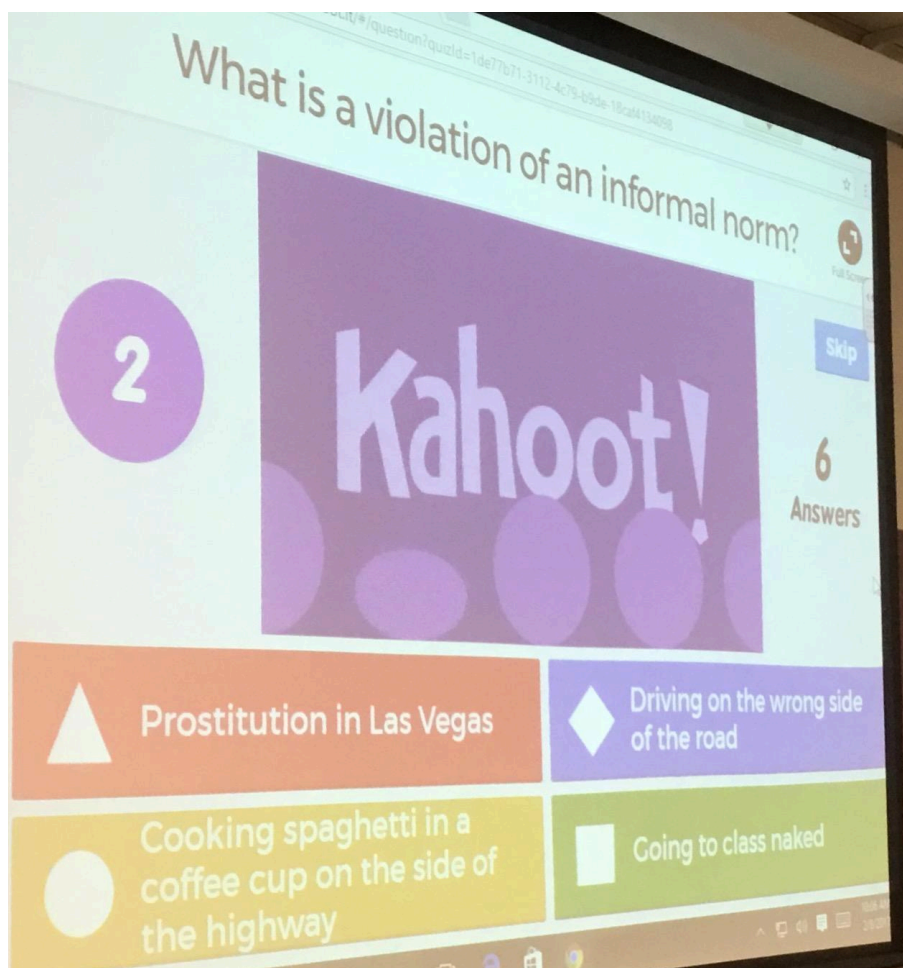 What is a violation of an informal norm?
2
Kahoot!
Full Screen
Skip
6
Answers
Prostitution in Las Vegas
Driving on the wrong side
of the road
Cooking spaghetti in a
coffee cup on the side of
the highway
Going to class naked